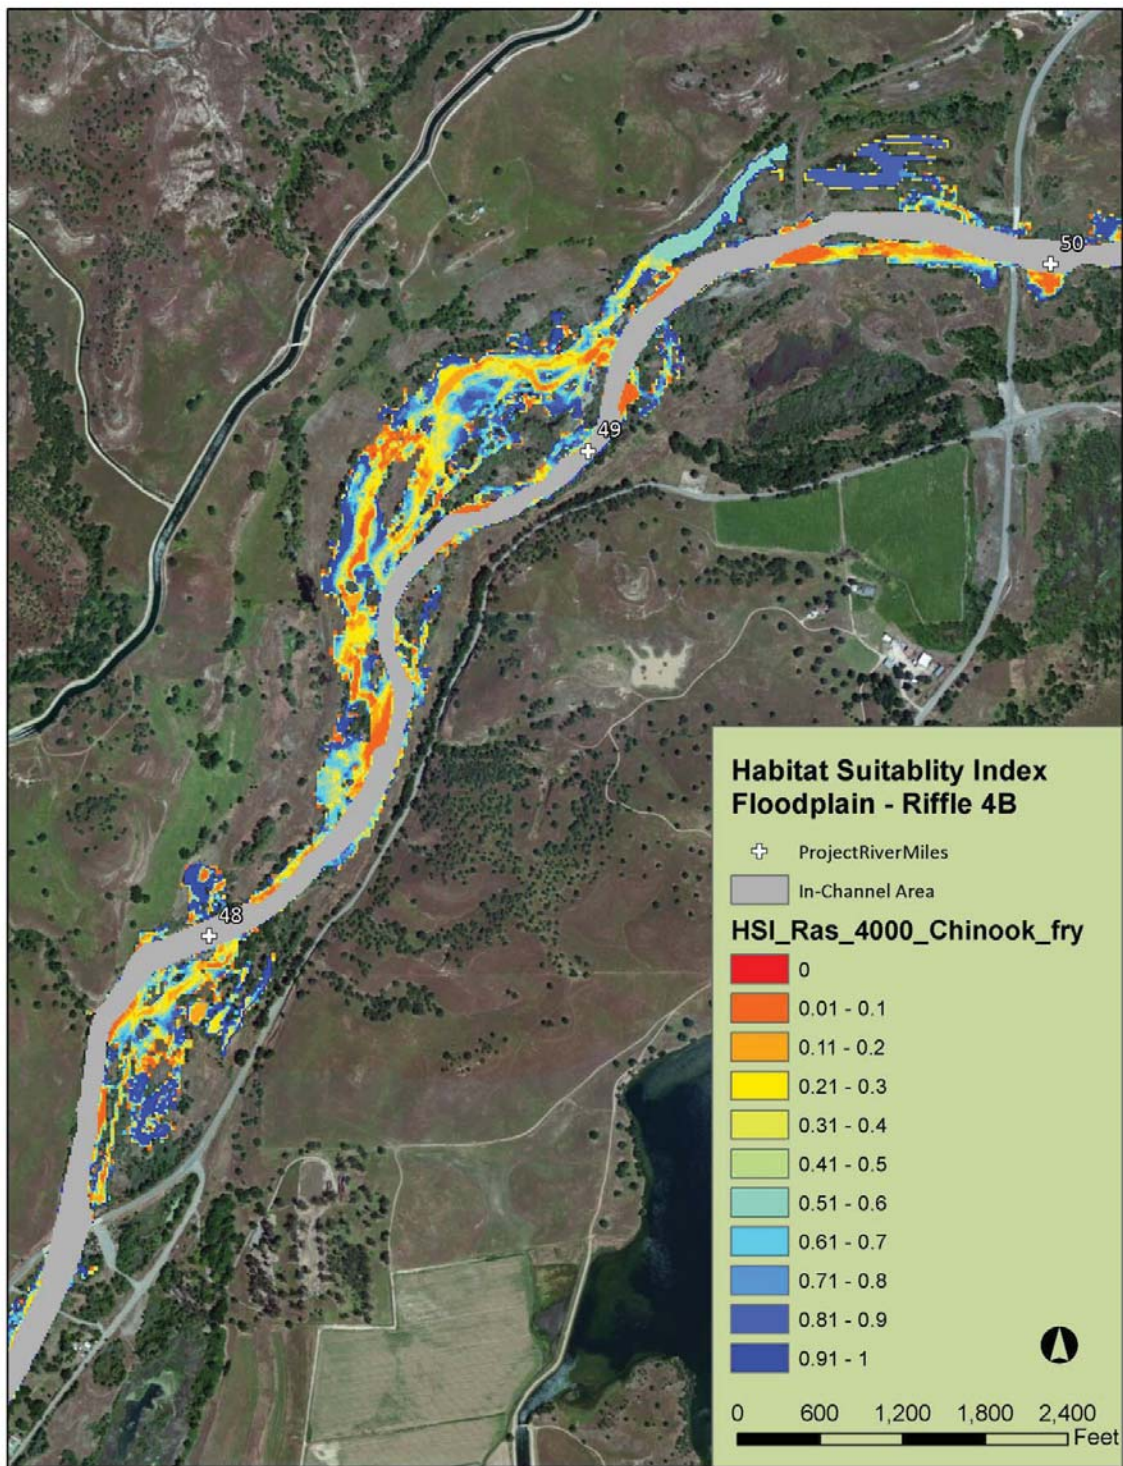 50
49
48
Habitat Suitablity Index
Floodplain - Riffle 4B
ProjectRiverMiles
In-Channel Area
HSI_Ras_4000_Chinook_fry
0
0.01 - 0.1
0.11 - 0.2
0.21 - 0.3
0.31 - 0.4
0.41 - 0.5
0.51 - 0.6
0.61 - 0.7
0.71 - 0.8
0.81 - 0.9
0.91 - 1
0 600 1,200 1,800 2,400
Feet